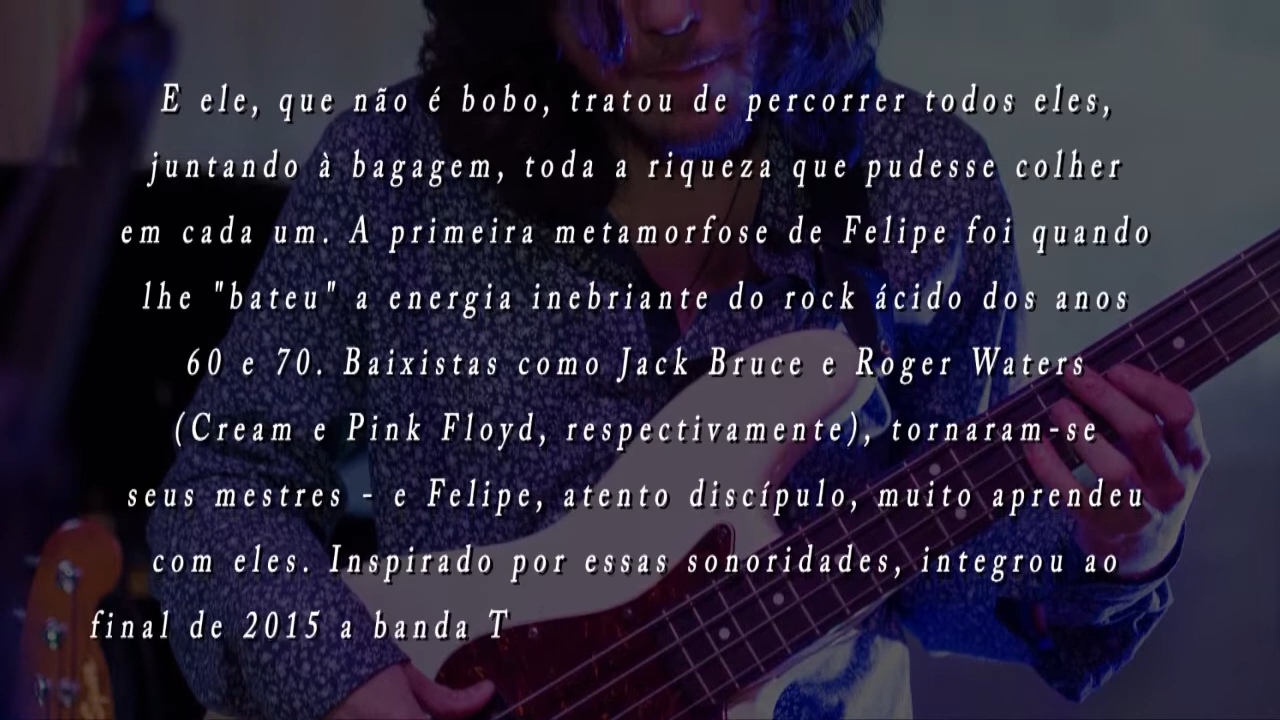 E ele, que não é bobo, tratou de percorrer todos eles,
juntando à bagagem, toda a riqueza que pudesse colher
em cada um. A primeira metamorfose de Felipe foi quando
lhe "bateu" a energia inebriante do rock ácido dos anos
60 e 70. Baixistas como Jack Bruce e Roger Waters
(Cream e Pink Floyd, respectivamente), tornaram-se
seus mestres - e Felipe, atento discípulo, muito aprendeu
com eles. Inspirado por essas sonoridades, integrou ao
final de 2015 a banda T